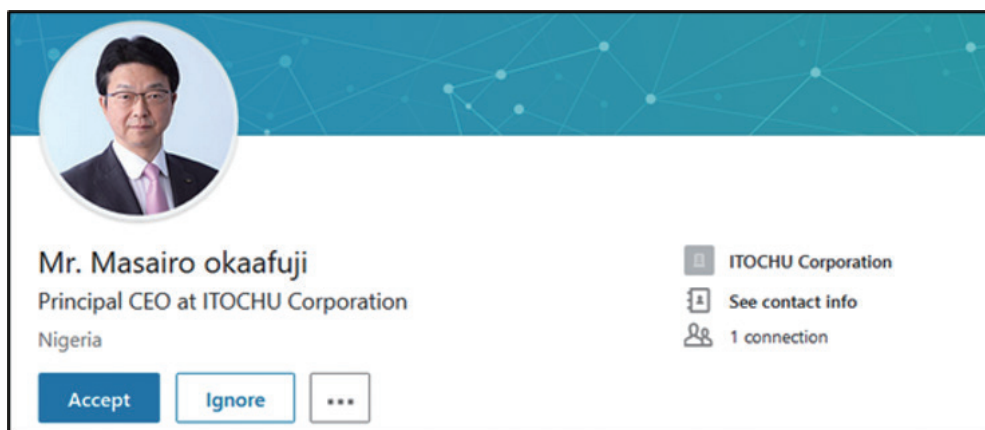 Mr. Masairo okaafuji
Principal CEO at ITOCHU Corporation
Nigeria
Accept
Ignore
ITOCHU Corporation
See contact info
1 connection